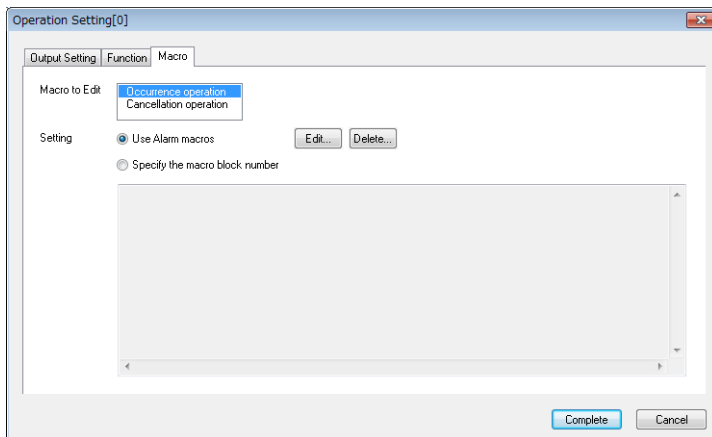 Operation Setting[0]
Output Setting Function Macro
Macro to Edit
Occurrence operation
Cancellation operation
Setting
Use Alarm macros
Edit... Delete...
Specify the macro block number
Complete Cancel